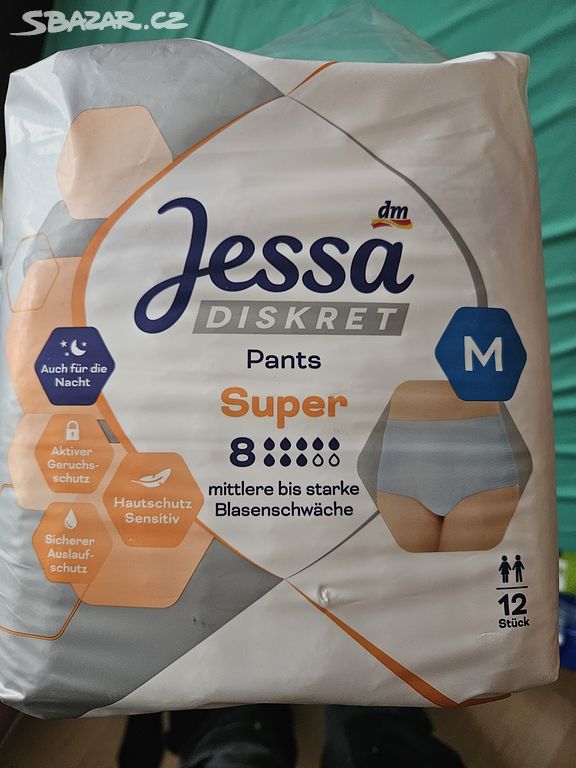 SBAZAR.CZ
dm
Jessa
DISKRET
Pants
Super
8
mittlere bis starke
Blasenschwäche
M
Auch für die
Nacht
Aktiver
Geruchs-
schutz
Hautschutz
Sensitiv
Sicherer
Auslauf-
schutz
12
Stück